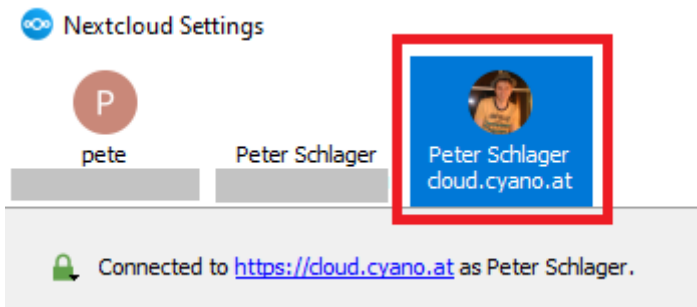 Nextcloud Settings
P
pete
Peter Schlager
Peter Schlager
cloud.cyano.at
Connected to https://cloud.cyano.at as Peter Schlager.